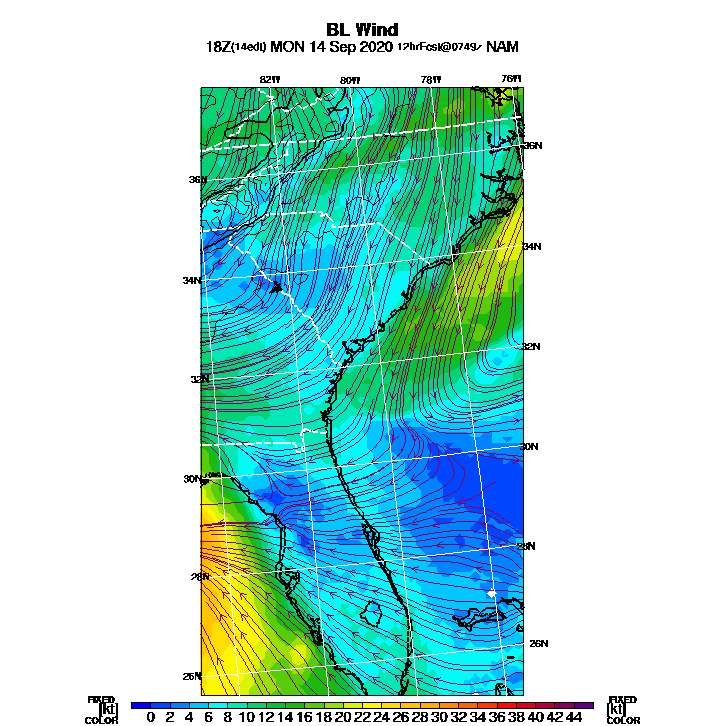 BL Wind
18Z(14edt) MON 14 Sep 2020 12hrFcst@0749z NAM
82W 80W 78W 76W
36N
36N
34N
34N
32N
32N
30N
30N
28N
28N
26N
26N
FIXED FIXED
[kt] 0 2 4 6 8 10 12 14 16 18 20 22 24 26 28 30 32 34 36 38 40 42 44 [kt]
COLOR COLOR